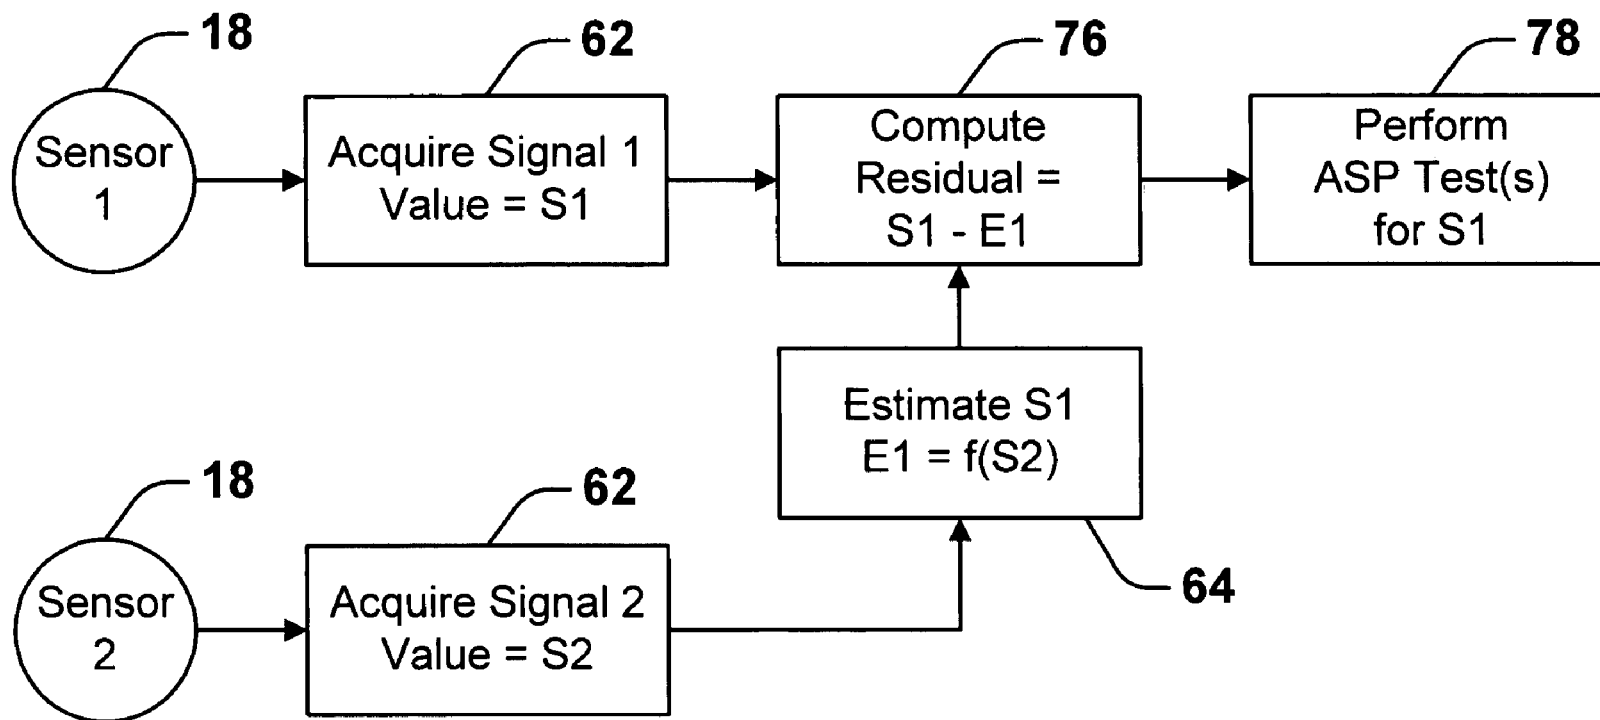 18
62
76
78
Sensor
1
Acquire Signal 1
Value = S1
Compute
Residual =
S1 - E1
Perform
ASP Test(s)
for S1
Estimate S1
E1 = f(S2)
64
18
62
Sensor
2
Acquire Signal 2
Value = S2